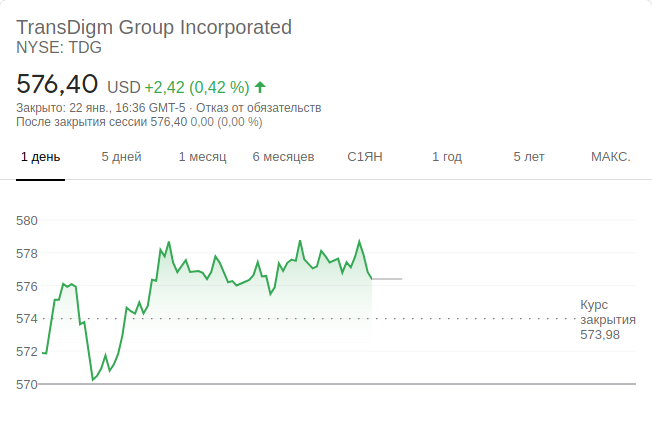 TransDigm Group Incorporated
NYSE: TDG
576,40 USD +2,42 (0,42 %)
Закрыто: 22 янв., 16:36 GMT-5 · Отказ от обязательств
После закрытия сессии 576,40 0,00 (0,00 %)
1 день 5 дней 1 месяц 6 месяцев С1ЯН 1 год 5 лет МАКС.
580
578
576
574
572
570
Курс
закрытия
573,98